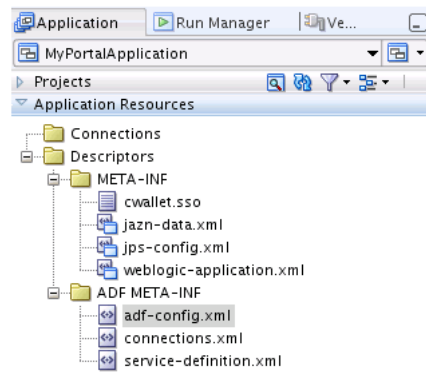 Application Run Manager Ve...
MyPortalApplication
Projects
Application Resources
Connections
Descriptors
META-INF
cwallet.sso
jazn-data.xml
jps-config.xml
weblogic-application.xml
ADF META-INF
adf-config.xml
connections.xml
service-definition.xml